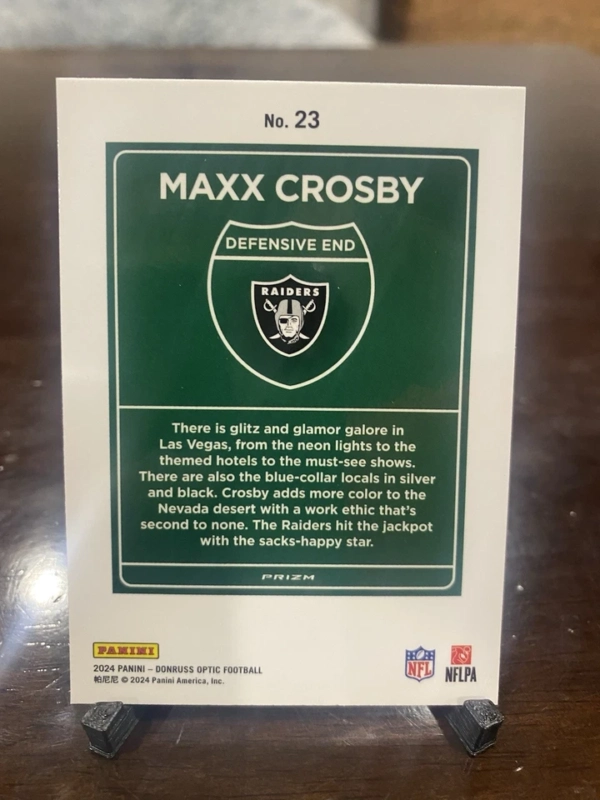 No. 23
MAXX CROSBY
DEFENSIVE END
RAIDERS
There is glitz and glamor galore in
Las Vegas, from the neon lights to the
themed hotels to the must-see shows.
There are also the blue-collar locals in silver
and black. Crosby adds more color to the
Nevada desert with a work ethic that's
second to none. The Raiders hit the jackpot
with the sacks-happy star.
PRIZM
PANINI
2024 PANINI – DONRUSS OPTIC FOOTBALL
帕尼尼 © 2024 Panini America, Inc.
NFL
NFLPA